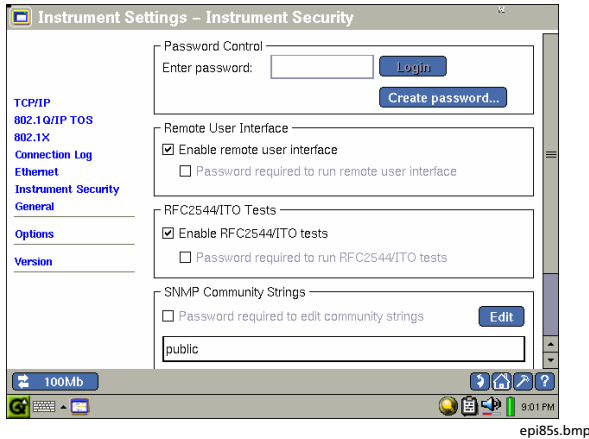 Instrument Settings – Instrument Security
Password Control
Enter password:
Login
Create password...
TCP/IP
802.1Q/IP TOS
802.1X
Connection Log
Ethernet
Instrument Security
General
Options
Version
Remote User Interface
Enable remote user interface
Password required to run remote user interface
RFC2544/ITO Tests
Enable RFC2544/ITO tests
Password required to run RFC2544/ITO tests
SNMP Community Strings
Password required to edit community strings
Edit
public
100Mb
?
9:01 PM
epi85s.bmp